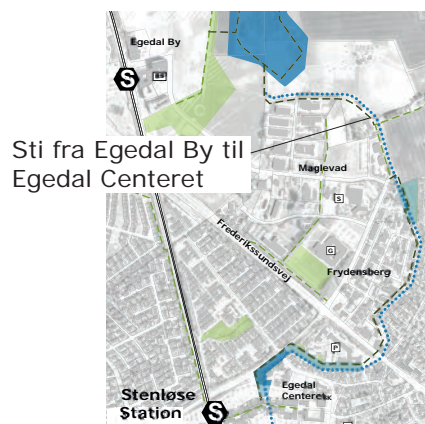 Egedal By
S
Sti fra Egedal By til
Egedal Centeret
Maglevad
S
Frederikssundsvej
G
Frydensberg
P
Egedal
Centeret
Stenløse
Station
S